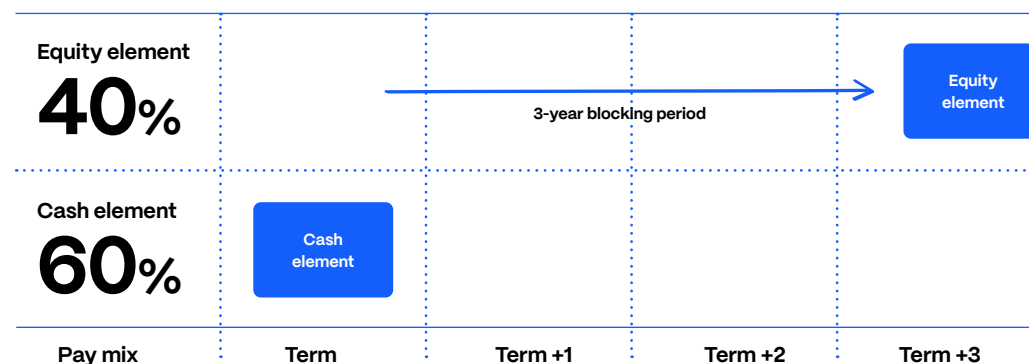 Equity element
40%
Equity
element
3-year blocking period
Cash element
60%
Cash
element
Pay mix
Term
Term +1
Term +2
Term +3